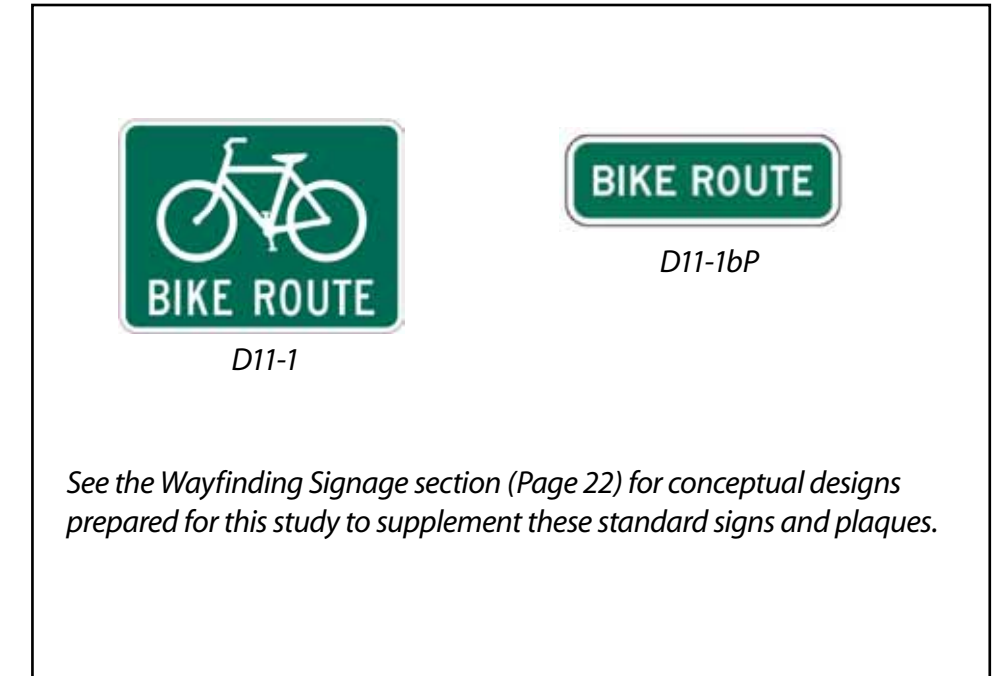 BIKE ROUTE
D11-1
BIKE ROUTE
D11-1bP
See the Wayfinding Signage section (Page 22) for conceptual designs
prepared for this study to supplement these standard signs and plaques.